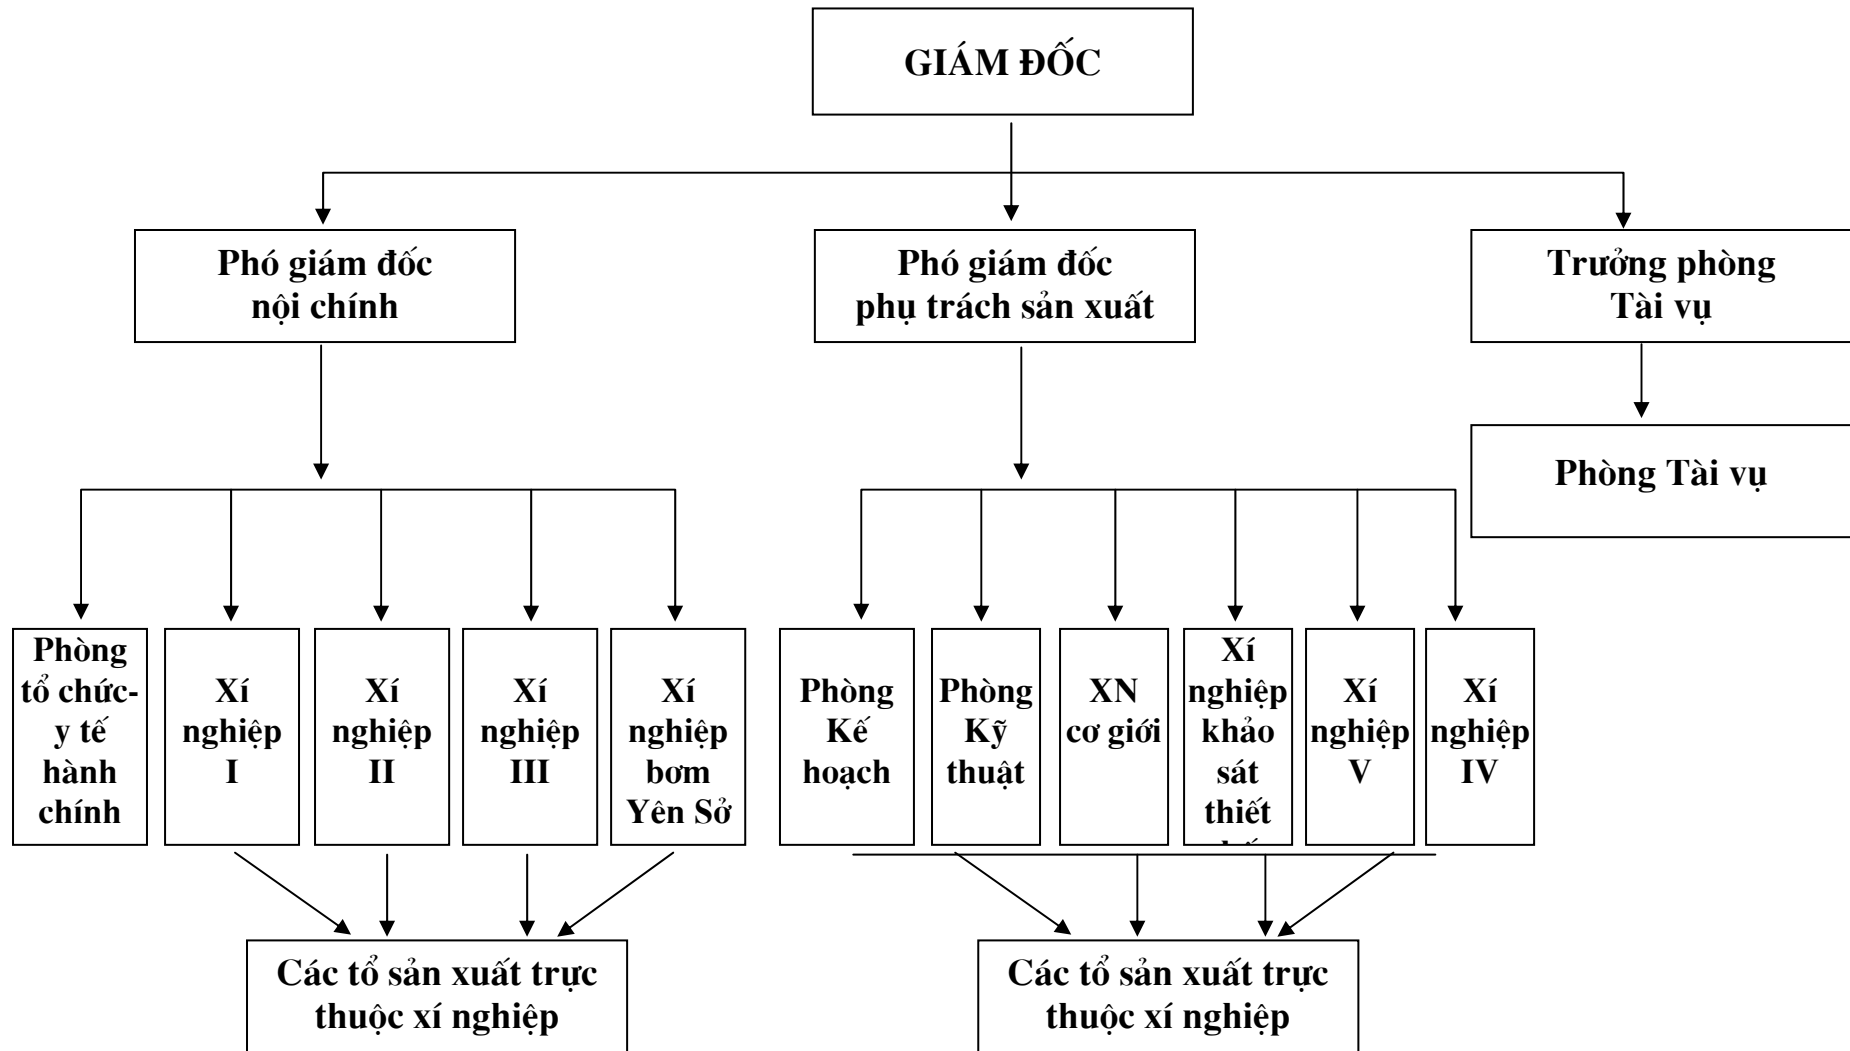 GIÁM ĐỐC
Phó giám đốc
nội chính
Phó giám đốc
phụ trách sản xuất
Trưởng phòng
Tài vụ
Phòng Tài vụ
Phòng
tổ chức-
y tế
hành
chính
Xí
nghiệp
I
Xí
nghiệp
II
Xí
nghiệp
III
Xí
nghiệp
bơm
Yên Sở
Phòng
Kế
hoạch
Phòng
Kỹ
thuật
XN
cơ giới
Xí
nghiệp
khảo
sát
thiết
Xí
nghiệp
V
Xí
nghiệp
IV
Các tổ sản xuất trực
thuộc xí nghiệp
Các tổ sản xuất trực
thuộc xí nghiệp